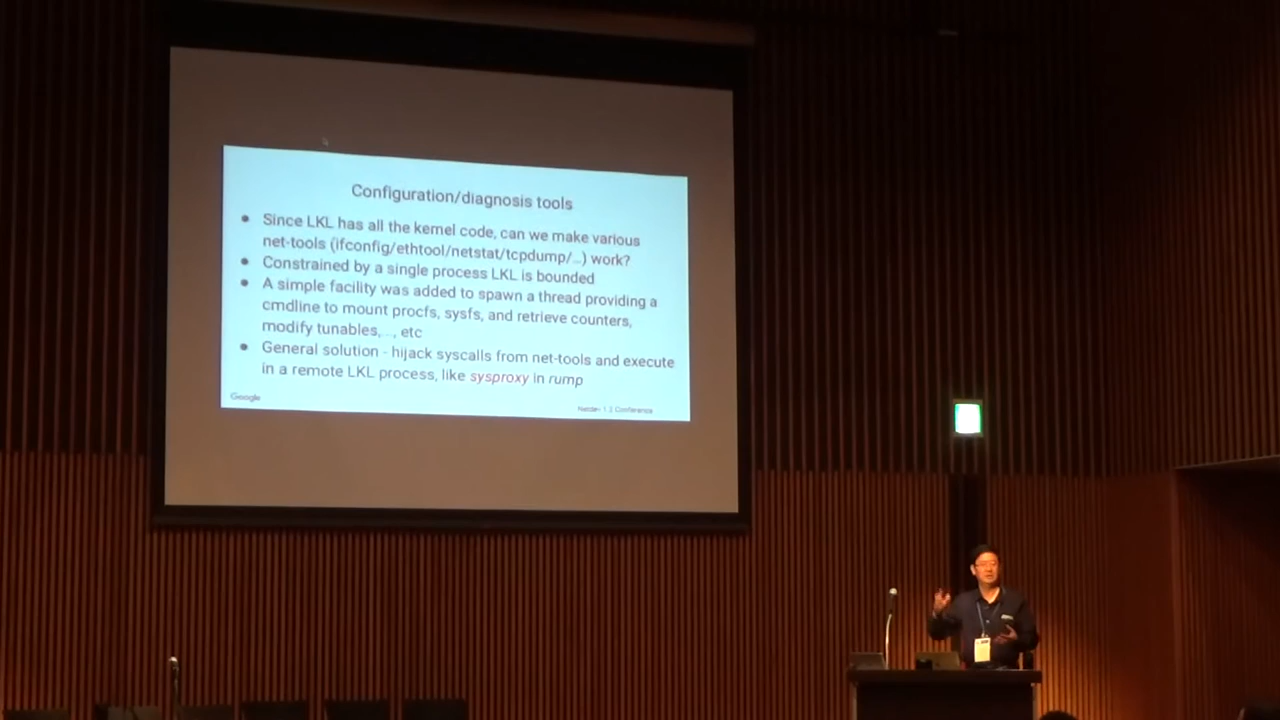 Configuration/diagnosis tools
● Since LKL has all the kernel code, can we make various
net-tools (ifconfig/ethtool/netstat/tcpdump/...) work?
● Constrained by a single process LKL is bounded
● A simple facility was added to spawn a thread providing a
cmdline to mount procfs, sysfs, and retrieve counters,
modify tunables,..., etc
● General solution - hijack syscalls from net-tools and execute
in a remote LKL process, like sysproxy in rump
Google
Conference